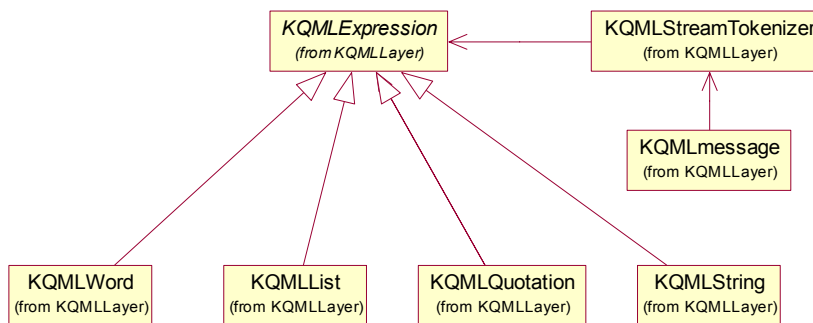 KQMLExpression
(from KQMLLayer)
KQMLStreamTokenizer
(from KQMLLayer)
KQMLmessage
(from KQMLLayer)
KQMLWord
(from KQMLLayer)
KQMLList
(from KQMLLayer)
KQMLQuotation
(from KQMLLayer)
KQMLString
(from KQMLLayer)